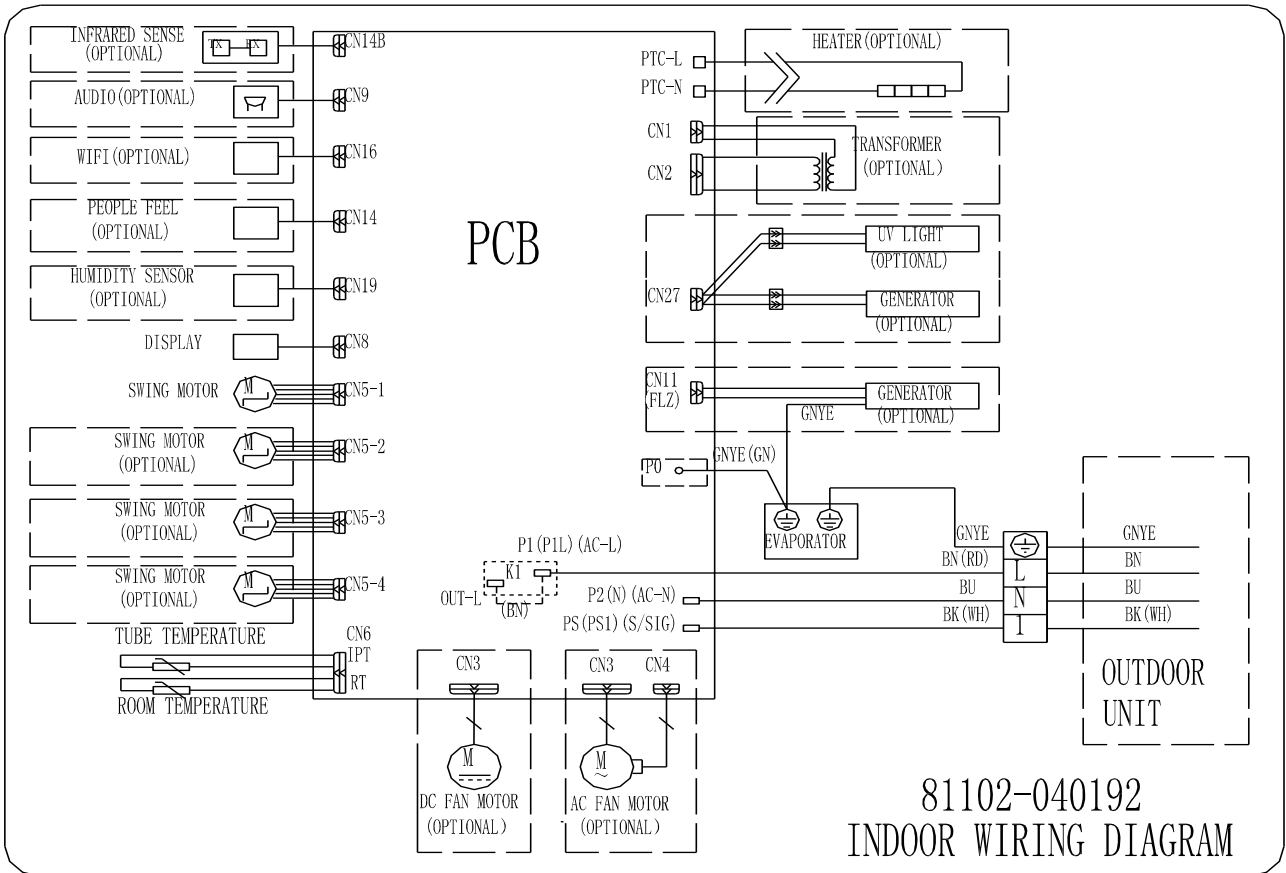 INFRARED SENSE
(OPTIONAL)
TX RX
CN14B
AUDIO(OPTIONAL)
CN9
WIFI(OPTIONAL)
CN16
PEOPLE FEEL
(OPTIONAL)
CN14
HUMIDITY SENSOR
(OPTIONAL)
CN19
DISPLAY
CN8
SWING MOTOR
M
CN5-1
SWING MOTOR
(OPTIONAL)
M
CN5-2
SWING MOTOR
(OPTIONAL)
M
CN5-3
SWING MOTOR
(OPTIONAL)
M
CN5-4
TUBE TEMPERATURE
CN6
IPT
RT
ROOM TEMPERATURE
PCB
PTC-L
PTC-N
HEATER(OPTIONAL)
CN1
CN2
TRANSFORMER
(OPTIONAL)
CN27
UV LIGHT
(OPTIONAL)
GENERATOR
(OPTIONAL)
CN11
(FLZ)
GENERATOR
(OPTIONAL)
GNYE
P0
GNYE(GN)
EVAPORATOR
P1(P1L)(AC-L)
K1
OUT-L
(BN)
P2(N)(AC-N)
PS(PS1)(S/SIG)
GNYE
BN(RD)
BU
BK(WH)
L
N
1
GNYE
BN
BU
BK(WH)
OUTDOOR
UNIT
CN3
M
DC FAN MOTOR
(OPTIONAL)
CN3
CN4
M
~
AC FAN MOTOR
(OPTIONAL)
81102-040192
INDOOR WIRING DIAGRAM